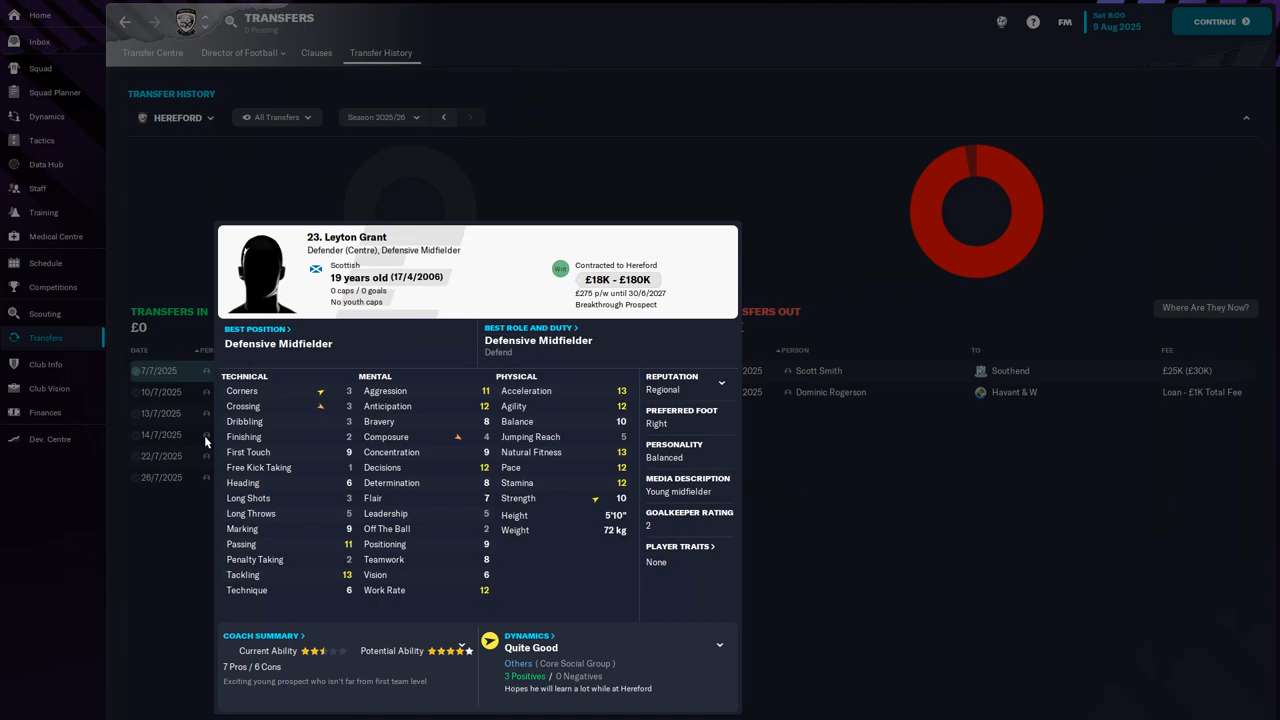 Home
Inbox
Squad
Squad Planner
Dynamics
Tactics
Data Hub
Staff
Training
Medical Centre
Schedule
Competitions
Scouting
Transfers
Club Info
Club Vision
Finances
Dev. Centre
TRANSFERS
0 Pending
FM
Sat 8:00
9 Aug 2025
CONTINUE
Transfer Centre Director of Football Clauses Transfer History
TRANSFER HISTORY
HEREFORD All Transfers Season 2025/26
TRANSFERS IN
£0
DATE
7/7/2025
10/7/2025
13/7/2025
14/7/2025
22/7/2025
26/7/2025
23. Leyton Grant
Defender (Centre), Defensive Midfielder
Scottish
19 years old (17/4/2006)
0 caps / 0 goals
No youth caps
Wnt
Contracted to Hereford
£18K - £180K
£275 p/w until 30/6/2027
Breakthrough Prospect
BEST POSITION
Defensive Midfielder
BEST ROLE AND DUTY
Defensive Midfielder
Defend
TECHNICAL
Corners 3
Crossing 3
Dribbling 3
Finishing 2
First Touch 9
Free Kick Taking 1
Heading 6
Long Shots 3
Long Throws 5
Marking 9
Passing 11
Penalty Taking 2
Tackling 13
Technique 6
MENTAL
Aggression 11
Anticipation 12
Bravery 8
Composure 4
Concentration 9
Decisions 12
Determination 8
Flair 7
Leadership 5
Off The Ball 2
Positioning 9
Teamwork 8
Vision 6
Work Rate 12
PHYSICAL
Acceleration 13
Agility 12
Balance 10
Jumping Reach 5
Natural Fitness 13
Pace 12
Stamina 12
Strength 10
Height 5'10"
Weight 72 kg
REPUTATION
Regional
PREFERRED FOOT
Right
PERSONALITY
Balanced
MEDIA DESCRIPTION
Young midfielder
GOALKEEPER RATING
2
PLAYER TRAITS
None
COACH SUMMARY
Current Ability Potential Ability
7 Pros / 6 Cons
Exciting young prospect who isn't far from first team level
DYNAMICS
Quite Good
Others ( Core Social Group )
3 Positives / 0 Negatives
Hopes he will learn a lot while at Hereford
SFERS OUT
Where Are They Now?
PERSON TO FEE
2025 Scott Smith Southend £25K (£30K)
2025 Dominic Rogerson Havant & W Loan - £1K Total Fee